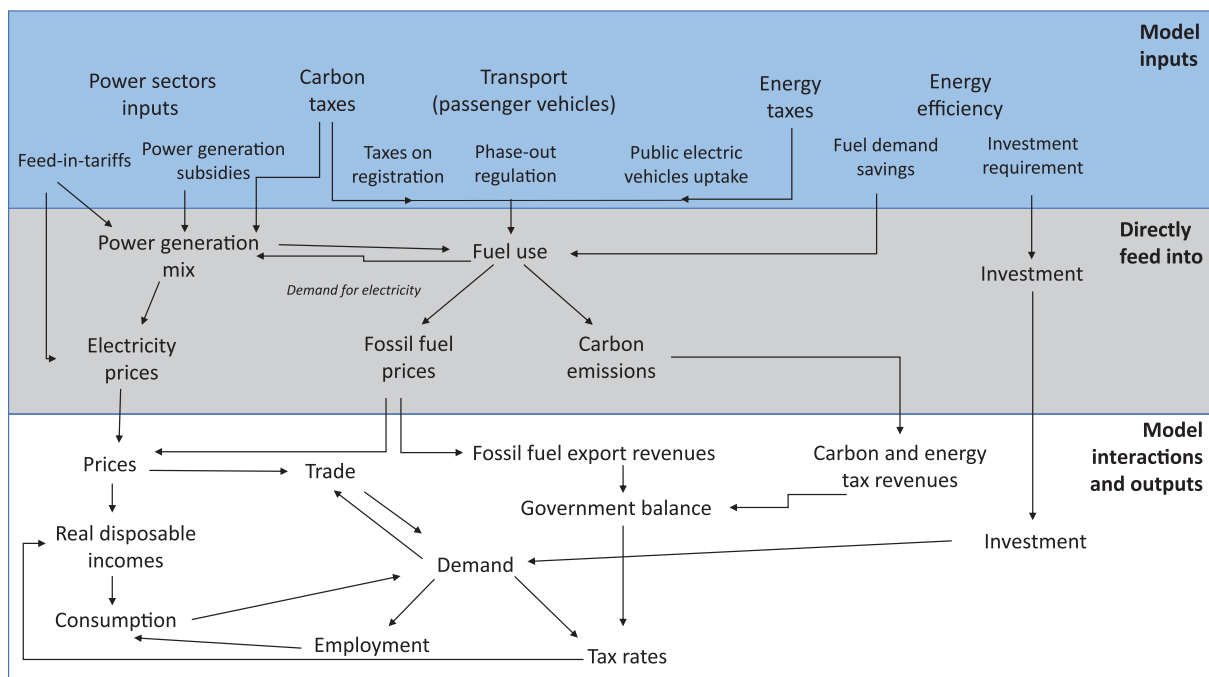 Model
inputs
Power sectors
inputs
Carbon
taxes
Transport
(passenger vehicles)
Energy
taxes
Energy
efficiency
Feed-in-tariffs
Power generation
subsidies
Taxes on
registration
Phase-out
regulation
Public electric
vehicles uptake
Fuel demand
savings
Investment
requirement
Directly
feed into
Power generation
mix
Fuel use
Investment
Demand for electricity
Electricity
prices
Fossil fuel
prices
Carbon
emissions
Model
interactions
and outputs
Prices
Trade
Fossil fuel export revenues
Carbon and energy
tax revenues
Government balance
Real disposable
incomes
Demand
Investment
Consumption
Employment
Tax rates